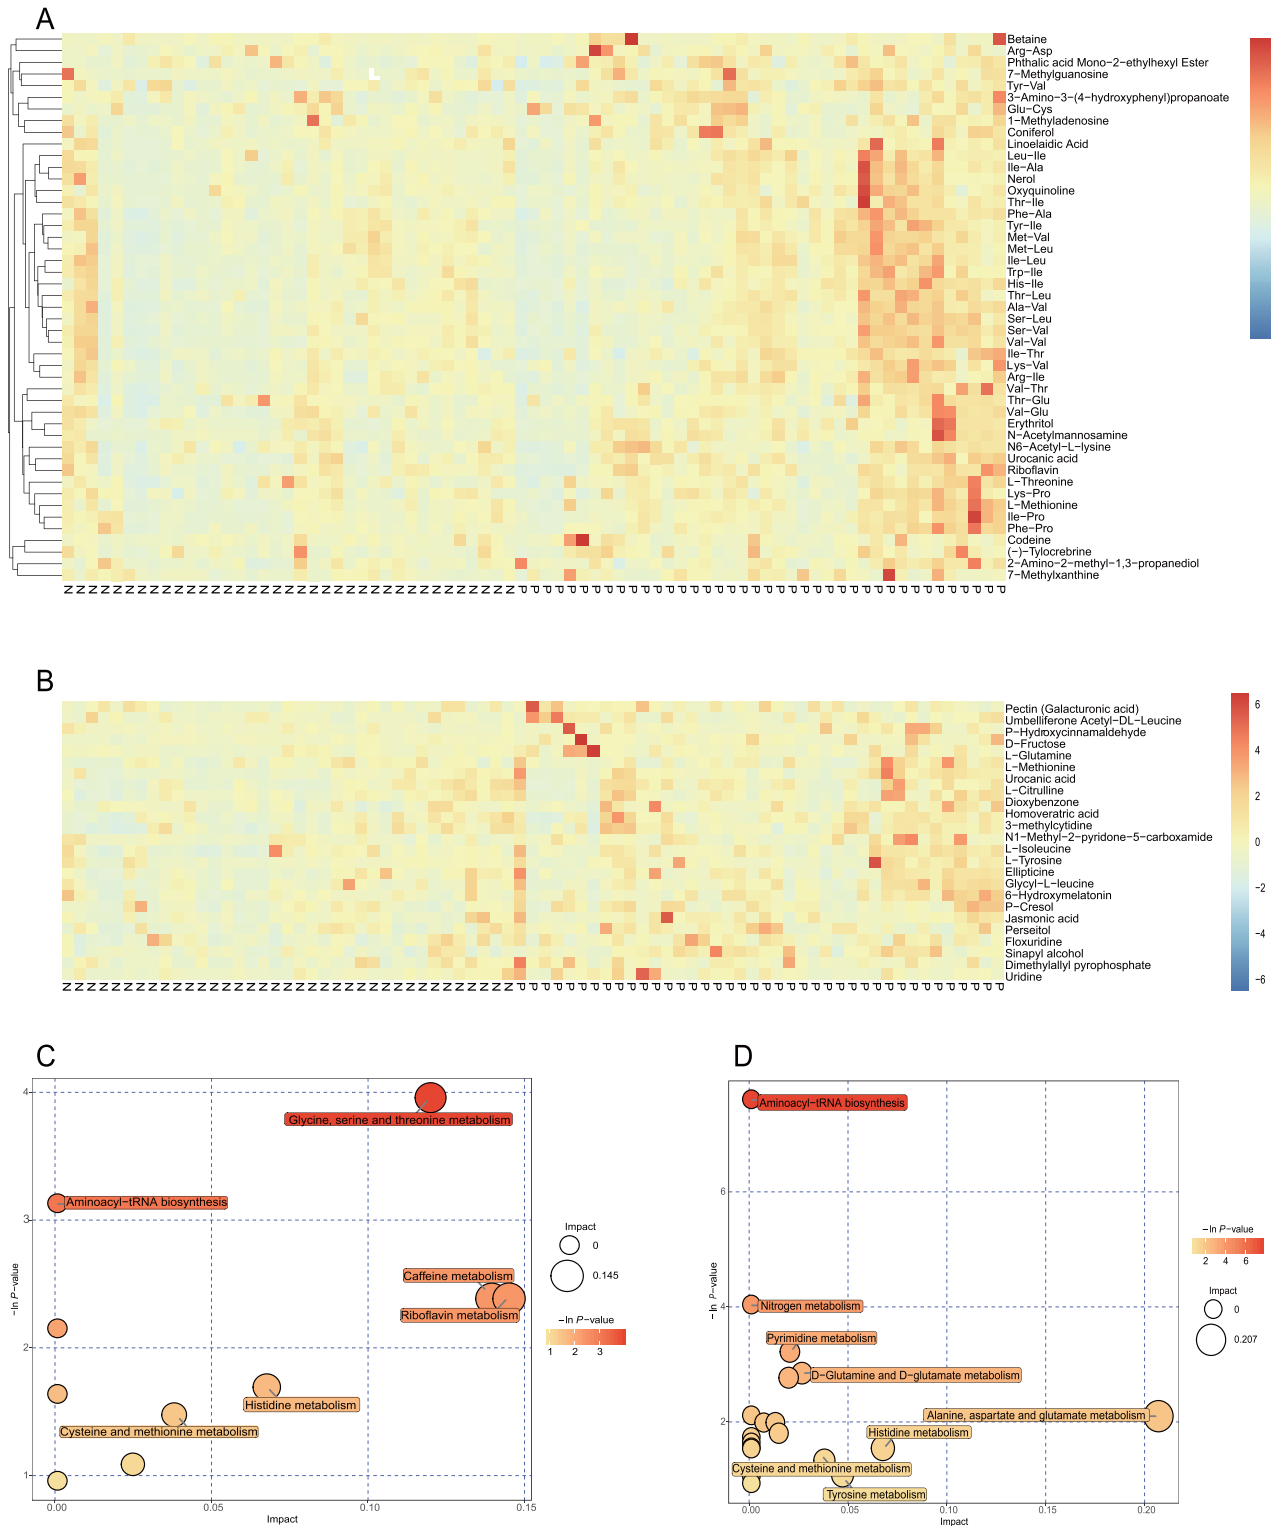 A
Betaine
Arg−Asp
Phthalic acid Mono−2−ethylhexyl Ester
7−Methylguanosine
Tyr−Val
3−Amino−3−(4−hydroxyphenyl)propanoate
Glu−Cys
1−Methyladenosine
Coniferol
Linoelaidic Acid
Leu−Ile
Ile−Ala
Nerol
Oxyquinoline
Thr−Ile
Phe−Ala
Tyr−Ile
Met−Val
Met−Leu
Ile−Leu
Trp−Ile
His−Ile
Thr−Leu
Ala−Val
Ser−Leu
Ser−Val
Val−Val
Ile−Thr
Lys−Val
Arg−Ile
Val−Thr
Thr−Glu
Val−Glu
Erythritol
N−Acetylmannosamine
N6−Acetyl−L−lysine
Urocanic acid
Riboflavin
L−Threonine
Lys−Pro
L−Methionine
Ile−Pro
Phe−Pro
Codeine
(−)−Tylocrebrine
2−Amino−2−methyl−1,3−propanediol
7−Methylxanthine
N N N N N N N N N N N N N N N N N N N N N N N N N N N N N N N N N N N N N P P P P P P P P P P P P P P P P P P P P P P P P P P P P P P P P P P P P P P P P
B
Pectin (Galacturonic acid)
Umbelliferone Acetyl−DL−Leucine
P−Hydroxycinnamaldehyde
D−Fructose
L−Glutamine
L−Methionine
Urocanic acid
L−Citrulline
Dioxybenzone
Homoveratric acid
3−methylcytidine
N1−Methyl−2−pyridone−5−carboxamide
L−Isoleucine
L−Tyrosine
Ellipticine
Glycyl−L−leucine
6−Hydroxymelatonin
P−Cresol
Jasmonic acid
Perseitol
Floxuridine
Sinapyl alcohol
Dimethylallyl pyrophosphate
Uridine
6
4
2
0
−2
−4
−6
N N N N N N N N N N N N N N N N N N N N N N N N N N N N N N N N N N N N N P P P P P P P P P P P P P P P P P P P P P P P P P P P P P P P P P P P P P P P P
C
4
3
2
1
−ln P−value
Glycine, serine and threonine metabolism
Aminoacyl−tRNA biosynthesis
Caffeine metabolism
Riboflavin metabolism
Histidine metabolism
Cysteine and methionine metabolism
0.00
0.05
0.10
0.15
Impact
Impact
0
0.145
−ln P−value
1 2 3
D
6
4
2
−ln P−value
Aminoacyl−tRNA biosynthesis
Nitrogen metabolism
Pyrimidine metabolism
D−Glutamine and D−glutamate metabolism
Alanine, aspartate and glutamate metabolism
Histidine metabolism
Cysteine and methionine metabolism
Tyrosine metabolism
0.00
0.05
0.10
0.15
0.20
Impact
−ln P−value
2 4 6
Impact
0
0.207